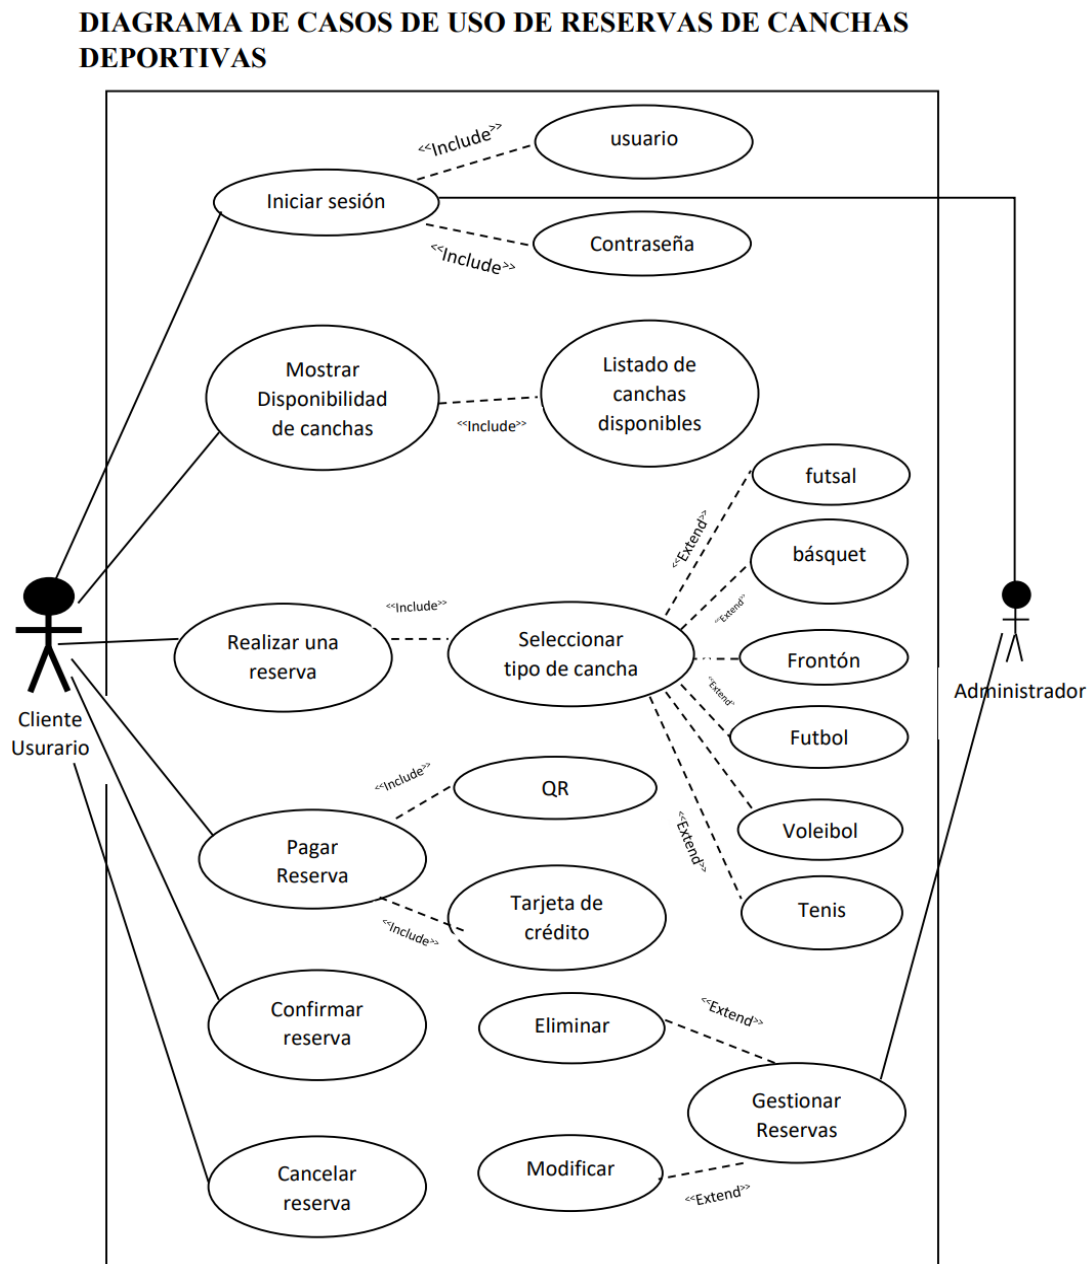 DIAGRAMA DE CASOS DE USO DE RESERVAS DE CANCHAS
DEPORTIVAS
<<Include>>
usuario
Iniciar sesión
<<Include>>
Contraseña
Mostrar
Disponibilidad
de canchas
<<Include>>
Listado de
canchas
disponibles
futsal
<<Extend>>
básquet
<<Extend>>
<<Include>>
Realizar una
reserva
Seleccionar
tipo de cancha
Frontón
<<Extend>>
Futbol
Administrador
Cliente
Usurario
<<Include>>
QR
<<Extend>>
Voleibol
Pagar
Reserva
<<Include>>
Tarjeta de
crédito
Tenis
Confirmar
reserva
Eliminar
<<Extend>>
Gestionar
Reservas
Cancelar
reserva
Modificar
<<Extend>>